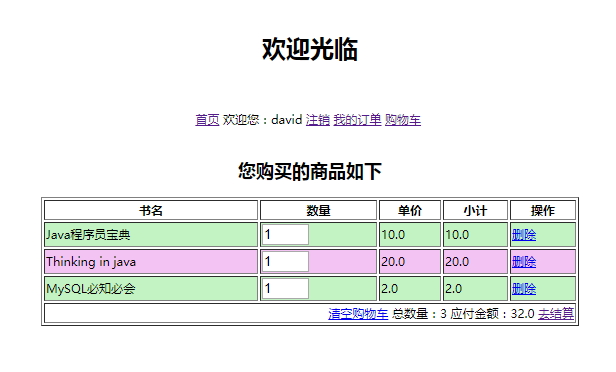 欢迎光临
首页 欢迎您：david 注销 我的订单 购物车
您购买的商品如下
书名 数量 单价 小计 操作
Java程序员宝典 1 10.0 10.0 删除
Thinking in java 1 20.0 20.0 删除
MySQL必知必会 1 2.0 2.0 删除
清空购物车 总数量：3 应付金额：32.0 去结算